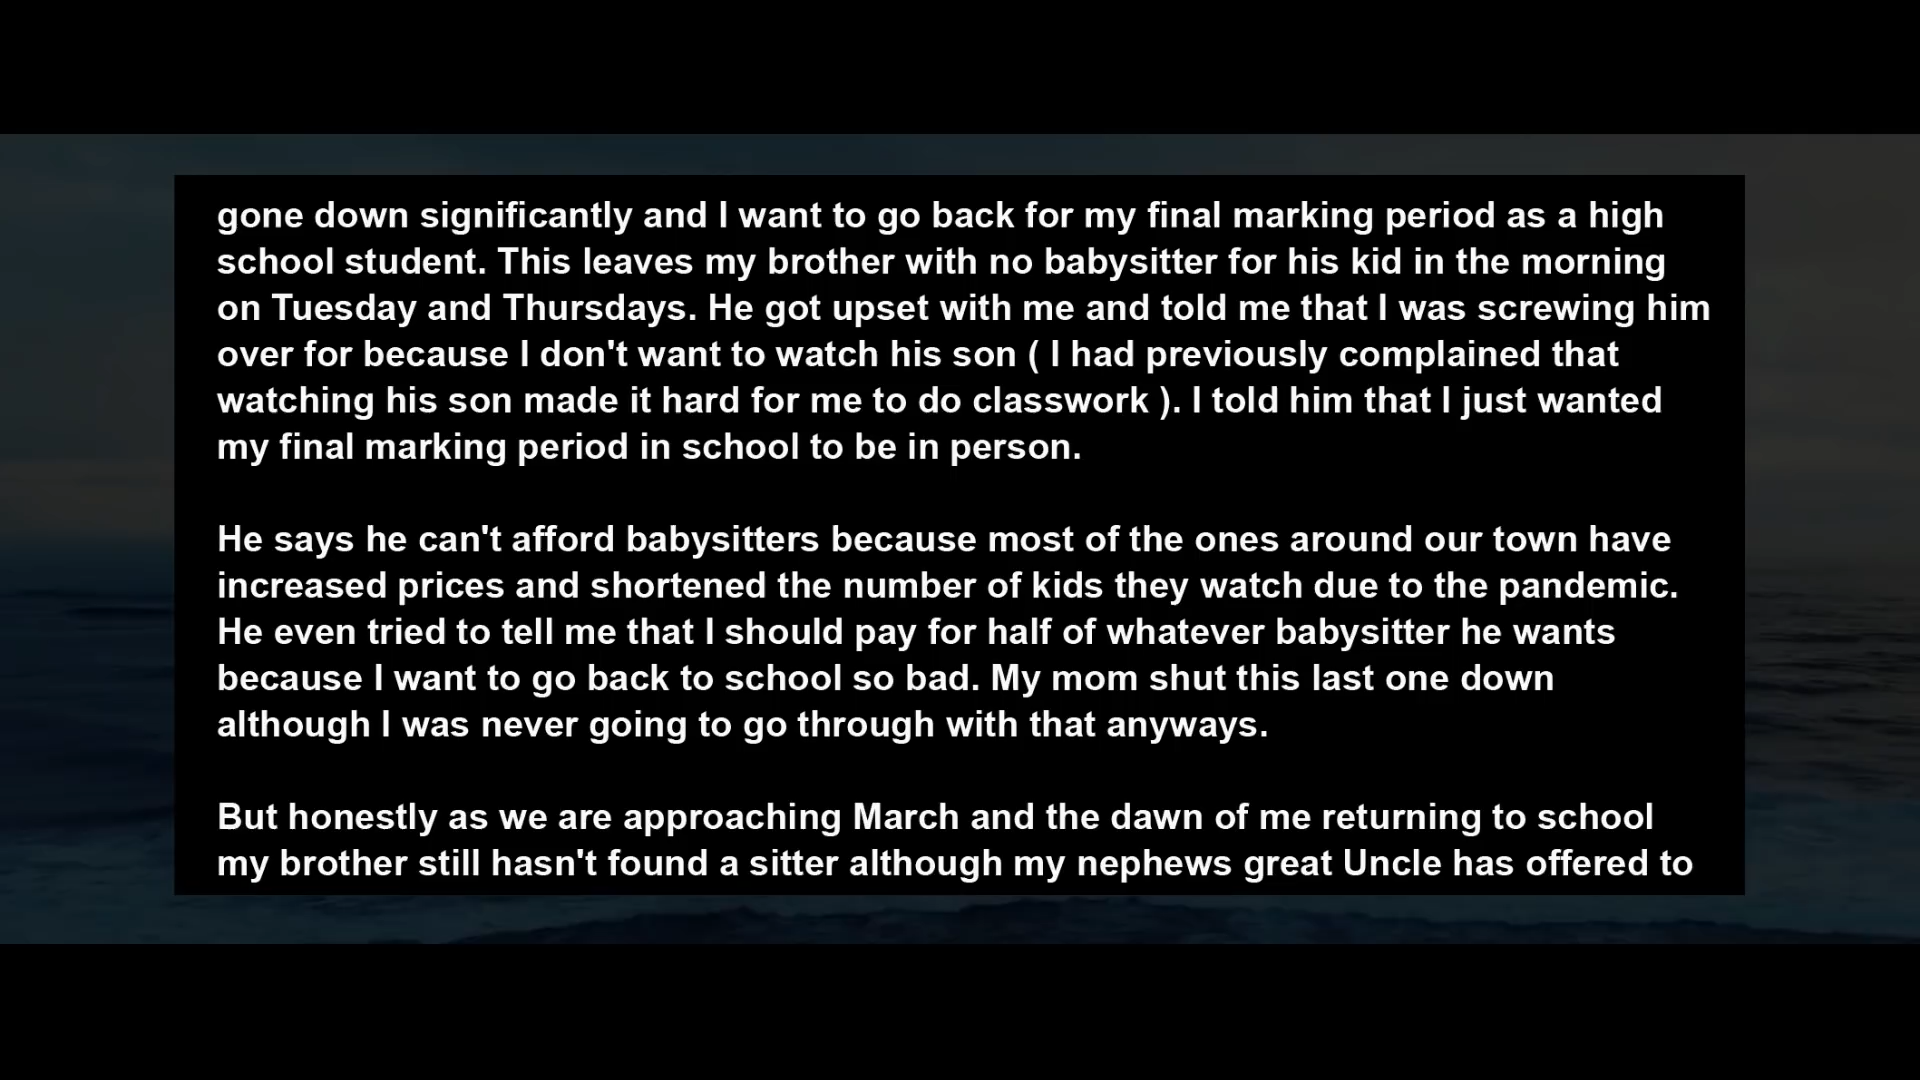 gone down significantly and I want to go back for my final marking period as a high
school student. This leaves my brother with no babysitter for his kid in the morning
on Tuesday and Thursdays. He got upset with me and told me that I was screwing him
over for because I don't want to watch his son ( I had previously complained that
watching his son made it hard for me to do classwork ). I told him that I just wanted
my final marking period in school to be in person.
He says he can't afford babysitters because most of the ones around our town have
increased prices and shortened the number of kids they watch due to the pandemic.
He even tried to tell me that I should pay for half of whatever babysitter he wants
because I want to go back to school so bad. My mom shut this last one down
although I was never going to go through with that anyways.
But honestly as we are approaching March and the dawn of me returning to school
my brother still hasn't found a sitter although my nephews great Uncle has offered to